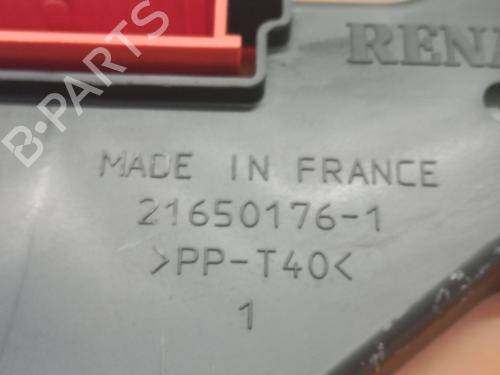 B·PARTS
MADE IN FRANCE
21650176-1
>PP-T40<
1